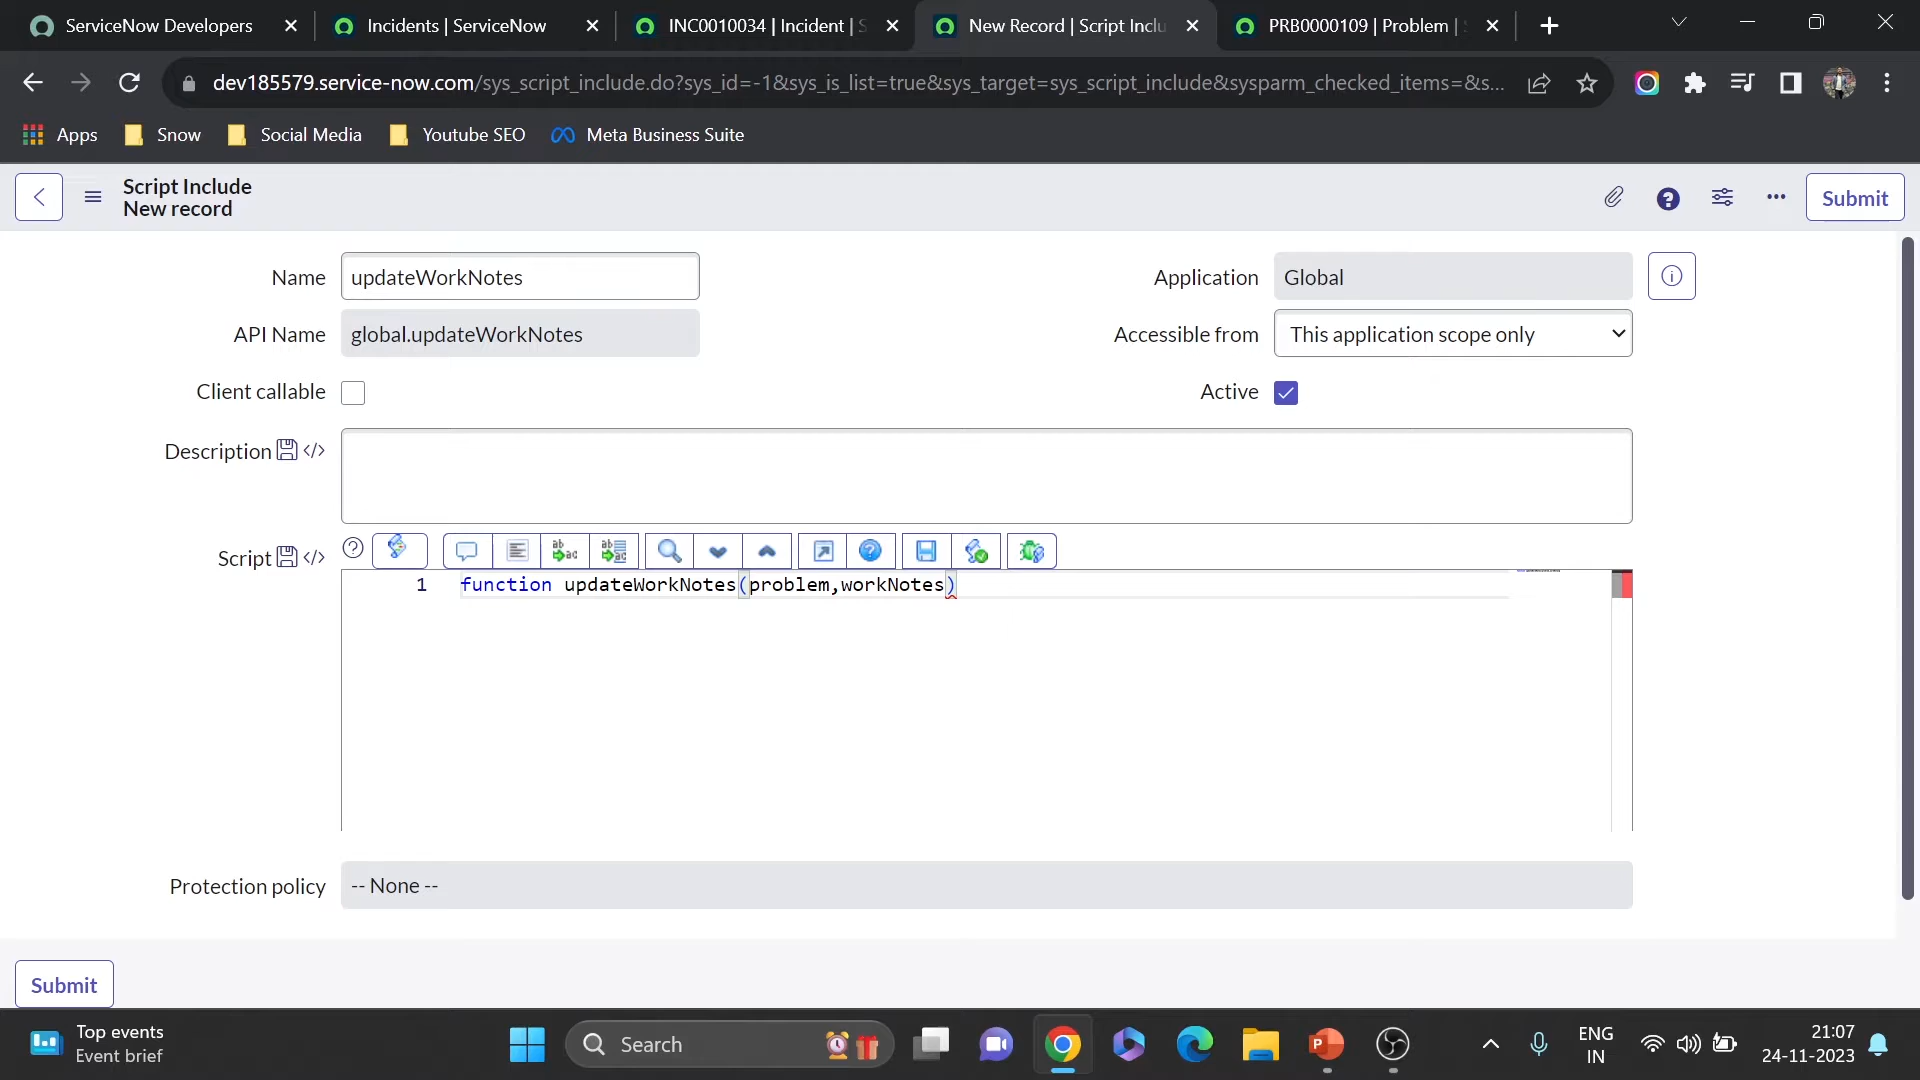 ServiceNow Developers
Incidents | ServiceNow
INC0010034 | Incident | S
New Record | Script Inclu
PRB0000109 | Problem |
dev185579.service-now.com/sys_script_include.do?sys_id=-1&sys_is_list=true&sys_target=sys_script_include&sysparm_checked_items=&s...
Apps
Snow
Social Media
Youtube SEO
Meta Business Suite
Script Include
New record
Submit
Name
updateWorkNotes
Application
Global
API Name
global.updateWorkNotes
Accessible from
This application scope only
Client callable
Active
Description
Script
1 function updateWorkNotes(problem,workNotes)
Protection policy
-- None --
Submit
Top events
Event brief
Search
ENG
IN
21:07
24-11-2023